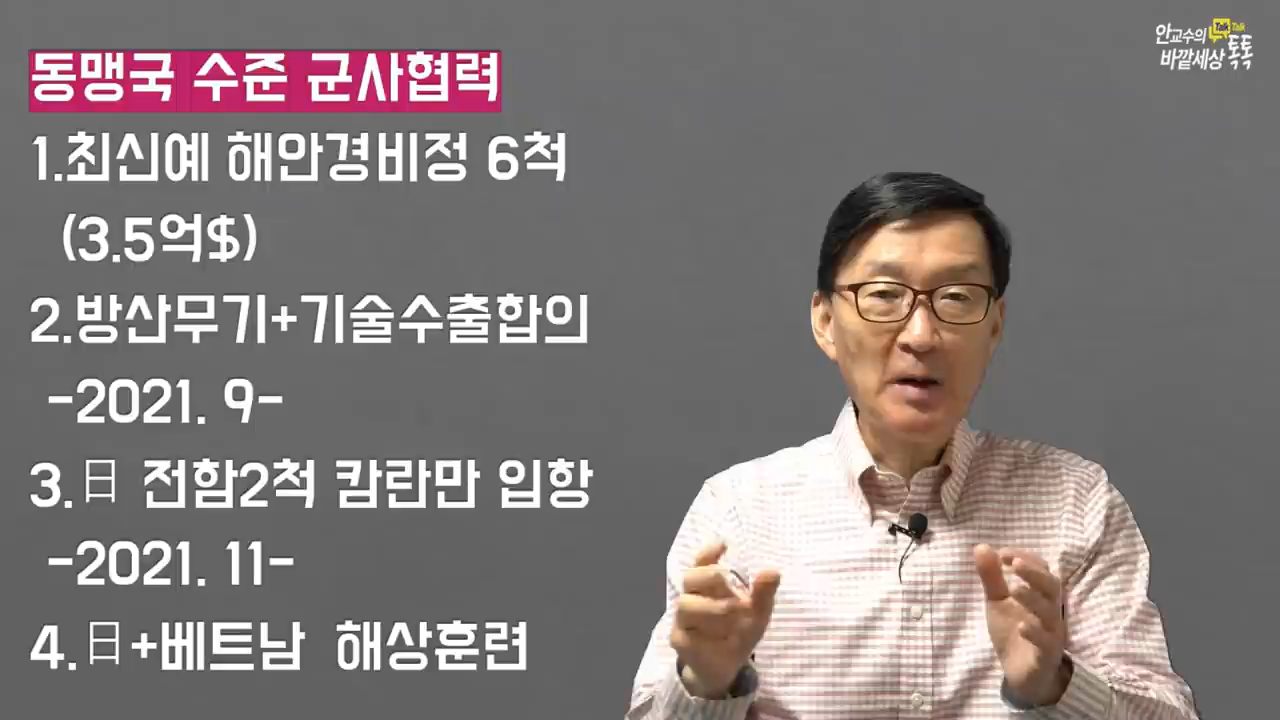 동맹국 수준 군사협력
1.최신예 해안경비정 6척
(3.5억$)
2.방산무기+기술수출합의
-2021. 9-
3.日 전함2척 캄란만 입항
-2021. 11-
4.日+베트남 해상훈련
안교수의 Talk Talk
바깥세상 톡톡